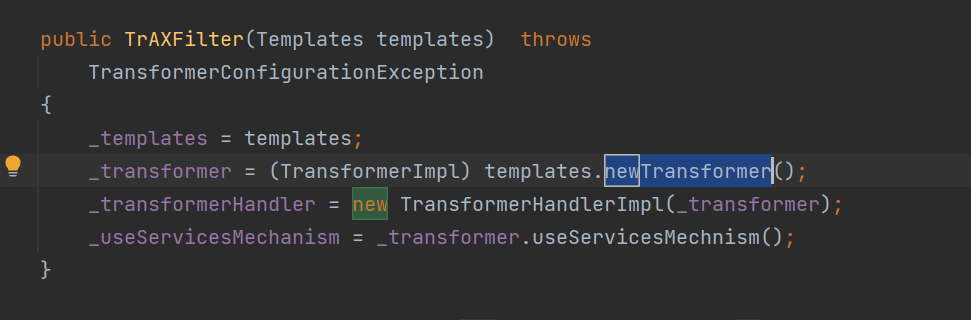 public TrAXFilter(Templates templates)  throws
    TransformerConfigurationException
{
    _templates = templates;
    _transformer = (TransformerImpl) templates.newTransformer();
    _transformerHandler = new TransformerHandlerImpl(_transformer);
    _useServicesMechanism = _transformer.useServicesMechnism();
}